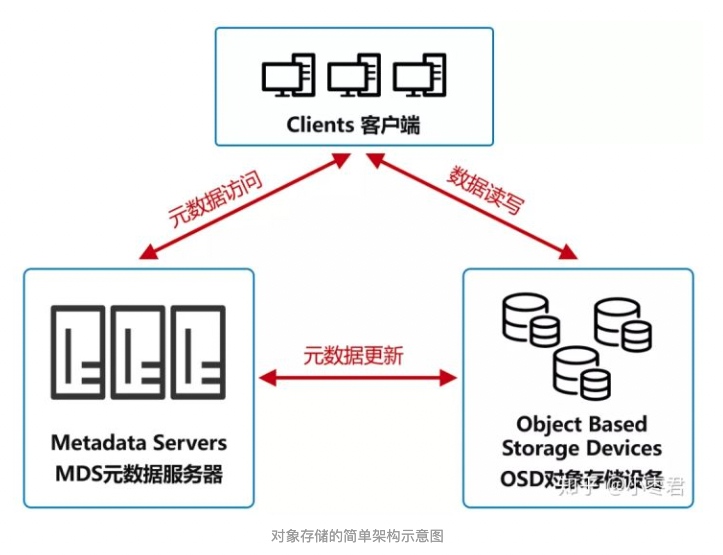 Clients 客户端
元数据访问
数据读写
元数据更新
Metadata Servers
MDS元数据服务器
Object Based
Storage Devices
OSD对象存储设备
知乎 @小枣君
对象存储的简单架构示意图